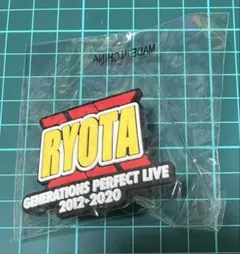 MADE IN CHINA
RYOTA
GENERATIONS PERFECT LIVE
2012-2020